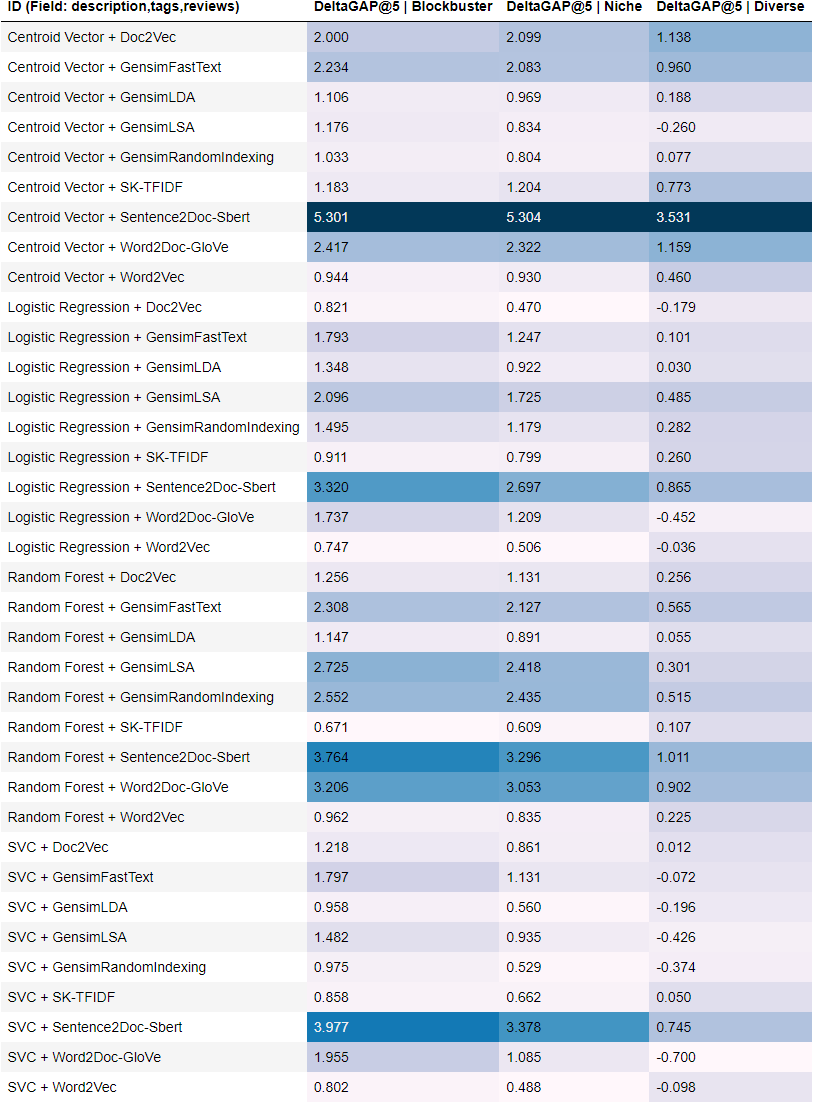 ID (Field: description,tags,reviews) DeltaGAP@5 | Blockbuster DeltaGAP@5 | Niche DeltaGAP@5 | Diverse
Centroid Vector + Doc2Vec 2.000 2.099 1.138
Centroid Vector + GensimFastText 2.234 2.083 0.960
Centroid Vector + GensimLDA 1.106 0.969 0.188
Centroid Vector + GensimLSA 1.176 0.834 -0.260
Centroid Vector + GensimRandomIndexing 1.033 0.804 0.077
Centroid Vector + SK-TFIDF 1.183 1.204 0.773
Centroid Vector + Sentence2Doc-Sbert 5.301 5.304 3.531
Centroid Vector + Word2Doc-GloVe 2.417 2.322 1.159
Centroid Vector + Word2Vec 0.944 0.930 0.460
Logistic Regression + Doc2Vec 0.821 0.470 -0.179
Logistic Regression + GensimFastText 1.793 1.247 0.101
Logistic Regression + GensimLDA 1.348 0.922 0.030
Logistic Regression + GensimLSA 2.096 1.725 0.485
Logistic Regression + GensimRandomIndexing 1.495 1.179 0.282
Logistic Regression + SK-TFIDF 0.911 0.799 0.260
Logistic Regression + Sentence2Doc-Sbert 3.320 2.697 0.865
Logistic Regression + Word2Doc-GloVe 1.737 1.209 -0.452
Logistic Regression + Word2Vec 0.747 0.506 -0.036
Random Forest + Doc2Vec 1.256 1.131 0.256
Random Forest + GensimFastText 2.308 2.127 0.565
Random Forest + GensimLDA 1.147 0.891 0.055
Random Forest + GensimLSA 2.725 2.418 0.301
Random Forest + GensimRandomIndexing 2.552 2.435 0.515
Random Forest + SK-TFIDF 0.671 0.609 0.107
Random Forest + Sentence2Doc-Sbert 3.764 3.296 1.011
Random Forest + Word2Doc-GloVe 3.206 3.053 0.902
Random Forest + Word2Vec 0.962 0.835 0.225
SVC + Doc2Vec 1.218 0.861 0.012
SVC + GensimFastText 1.797 1.131 -0.072
SVC + GensimLDA 0.958 0.560 -0.196
SVC + GensimLSA 1.482 0.935 -0.426
SVC + GensimRandomIndexing 0.975 0.529 -0.374
SVC + SK-TFIDF 0.858 0.662 0.050
SVC + Sentence2Doc-Sbert 3.977 3.378 0.745
SVC + Word2Doc-GloVe 1.955 1.085 -0.700
SVC + Word2Vec 0.802 0.488 -0.098